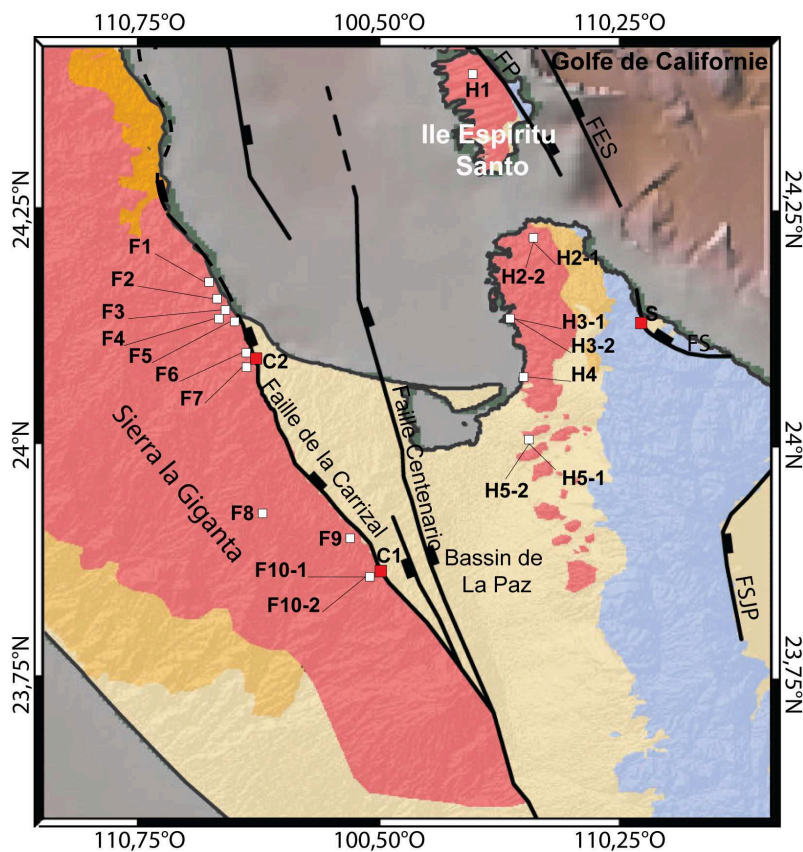 110,75°O 100,50°O 110,25°O
Golfe de Californie
FP
H1
FES
Ile Espiritu
Santo
24,25°N
24,25°N
F1
H2-1
F2
H2-2
F3
S
F4
H3-1
FS
F5
H3-2
F6
C2
F7
H4
Sierra la Giganta
Faille de la Carrizal
Faille Centenario
24°N
24°N
H5-1
H5-2
F8
F9
C1
F10-1
Bassin de
La Paz
F10-2
FSJP
23,75°N
23,75°N
110,75°O 100,50°O 110,25°O